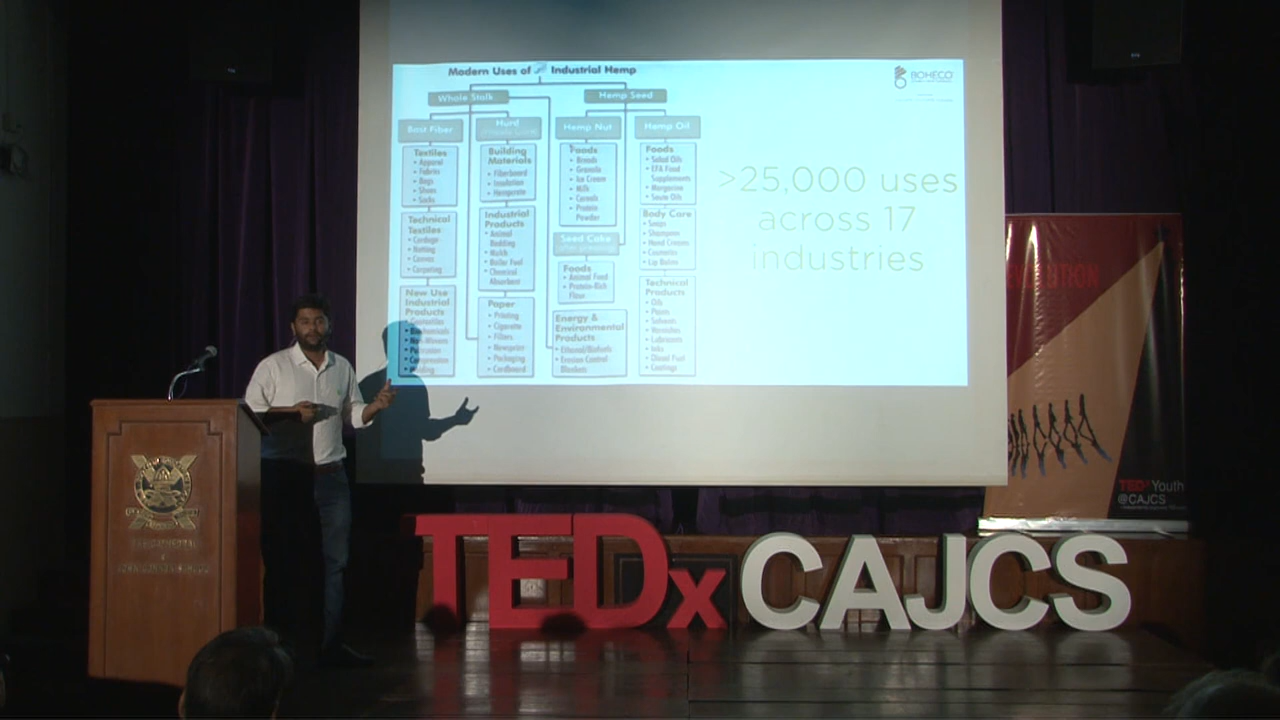 Modern Uses of Industrial Hemp
BOHECO
Whole Stalk
Hemp Seed
Bast Fiber
Hurd
Hemp Nut
Hemp Oil
Textiles
• Apparel
• Fabrics
• Bags
• Shoes
• Socks
Technical
Textiles
• Cordage
• Netting
• Canvas
• Carpeting
New Use
Industrial
Products
Building
Materials
• Fiberboard
• Insulation
Industrial
Products
• Animal
Bedding
• Mulch
• Boiler Fuel
• Chemical
Absorbent
Paper
• Printing
• Cigarette
• Filters
• Newsprint
• Packaging
• Cardboard
Foods
• Breads
• Granola
• Ice Cream
• Milk
• Cereals
• Protein
Powder
Seed Cake
Foods
• Animal Food
• Protein-Rich
Flour
Energy &
Environmental
Products
• Ethanol/Biofuels
• Erosion Control
Blankets
Foods
• Salad Oils
• EFA Food
Supplements
• Margarine
Body Care
• Soaps
• Shampoos
• Hand Creams
• Cosmetics
• Lip Balms
Technical
Products
• Oils
• Paints
• Solvents
• Varnishes
• Lubricants
• Inks
• Diesel Fuel
• Coatings
>25,000 uses
across 17
industries
TEDxYouth
@CAJCS
TEDxCAJCS